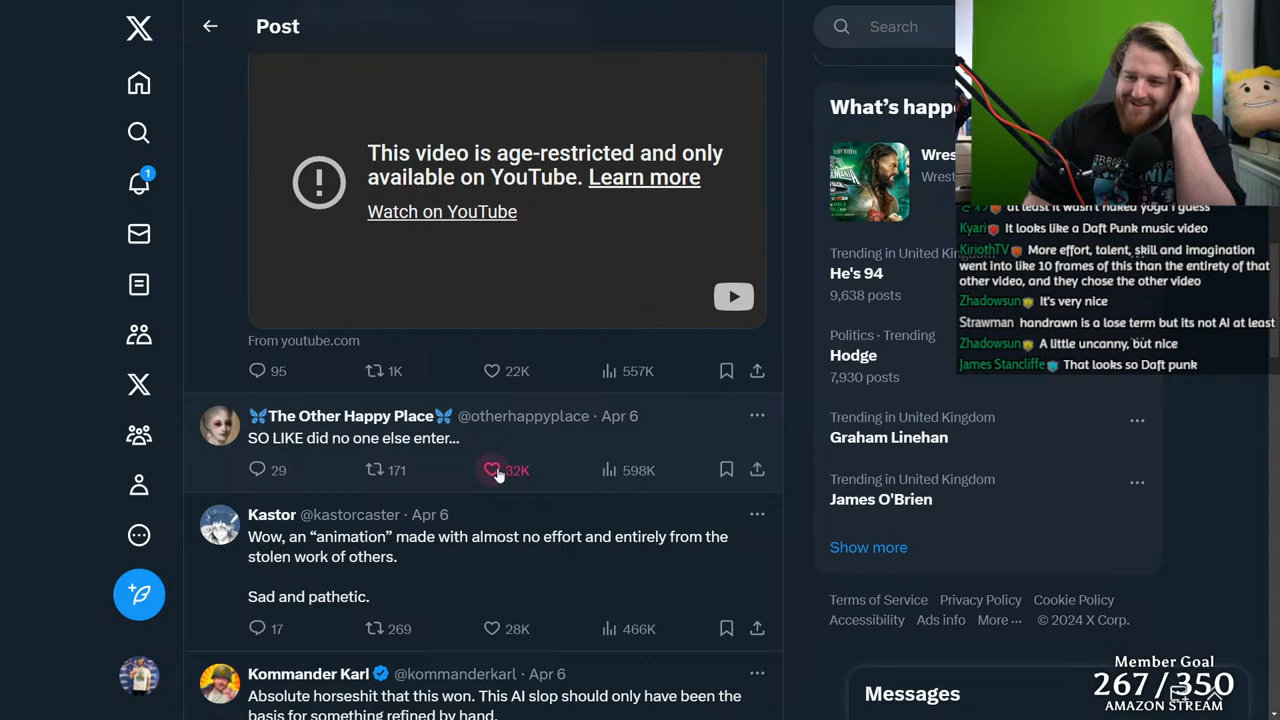 Post
This video is age-restricted and only
available on YouTube. Learn more
Watch on YouTube
From youtube.com
95
1K
22K
557K
The Other Happy Place @otherhappyplace · Apr 6
SO LIKE did no one else enter...
29
171
32K
598K
Kastor @kastorcaster · Apr 6
Wow, an “animation” made with almost no effort and entirely from the
stolen work of others.
Sad and pathetic.
17
269
28K
466K
Kommander Karl @kommanderkarl · Apr 6
Absolute horseshit that this won. This AI slop should only have been the
basis for something refined by hand.
1
Search
What’s happe
Wres
Wrest
Trending in United Kingd
He's 94
9,638 posts
Politics · Trending
Hodge
7,930 posts
Trending in United Kingdom
Graham Linehan
Trending in United Kingdom
James O'Brien
Show more
Terms of Service Privacy Policy Cookie Policy
Accessibility Ads info More ··· © 2024 X Corp.
Messages
at least it wasn't naked yoga I guess
Kyari It looks like a Daft Punk music video
KiriothTV More effort, talent, skill and imagination
went into like 10 frames of this than the entirety of that
other video, and they chose the other video
Zhadowsun It's very nice
Strawman handrawn is a lose term but its not AI at least
Zhadowsun A little uncanny, but nice
James Stancliffe That looks so Daft punk
Member Goal
267/350
AMAZON STREAM